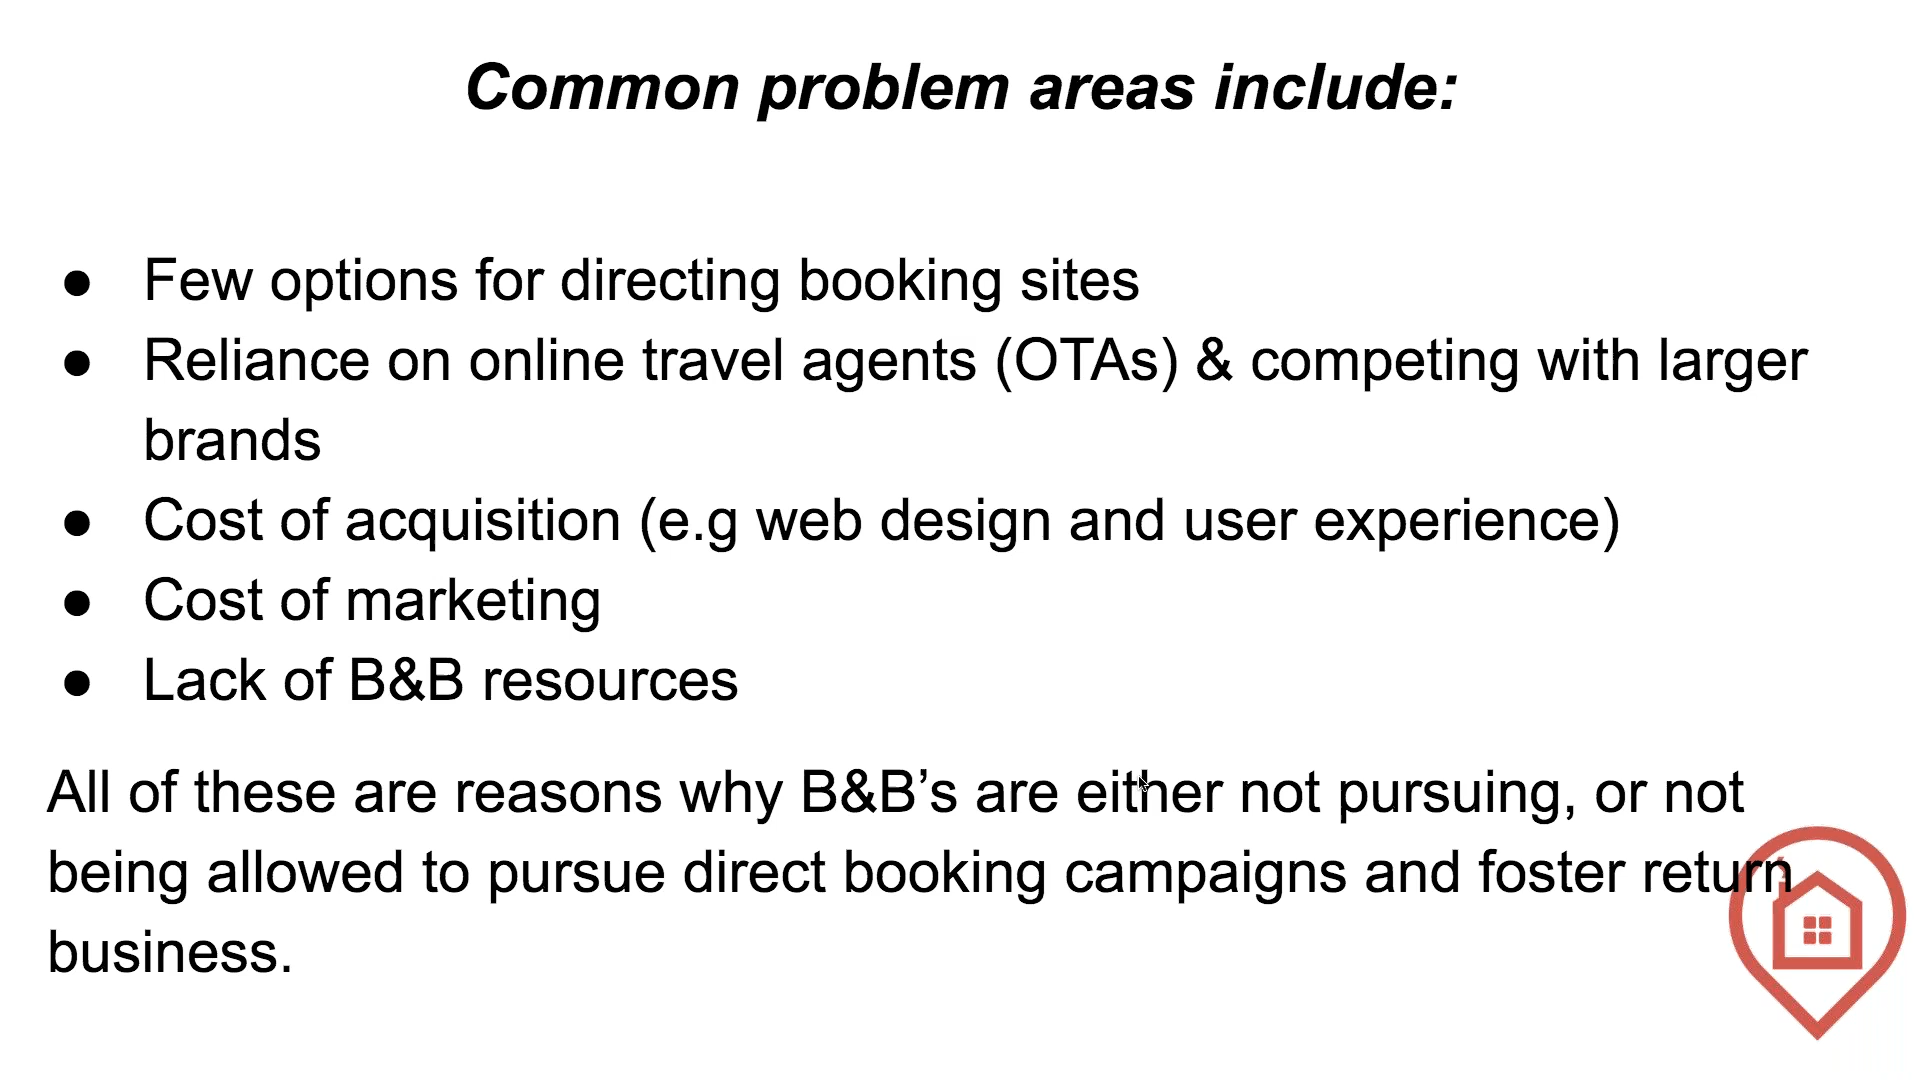 Common problem areas include:
● Few options for directing booking sites
● Reliance on online travel agents (OTAs) & competing with larger
brands
● Cost of acquisition (e.g web design and user experience)
● Cost of marketing
● Lack of B&B resources
All of these are reasons why B&B’s are either not pursuing, or not
being allowed to pursue direct booking campaigns and foster return
business.